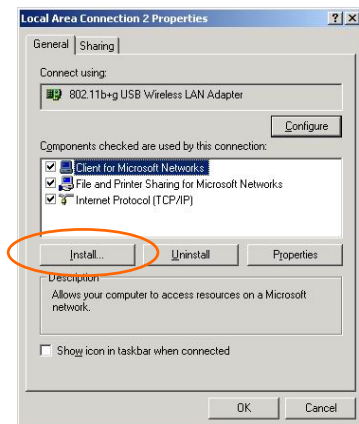 Local Area Connection 2 Properties
General Sharing
Connect using:
802.11b+g USB Wireless LAN Adapter
Configure
Components checked are used by this connection:
Client for Microsoft Networks
File and Printer Sharing for Microsoft Networks
Internet Protocol (TCP/IP)
Install... Uninstall Properties
Description
Allows your computer to access resources on a Microsoft
network.
Show icon in taskbar when connected
OK Cancel